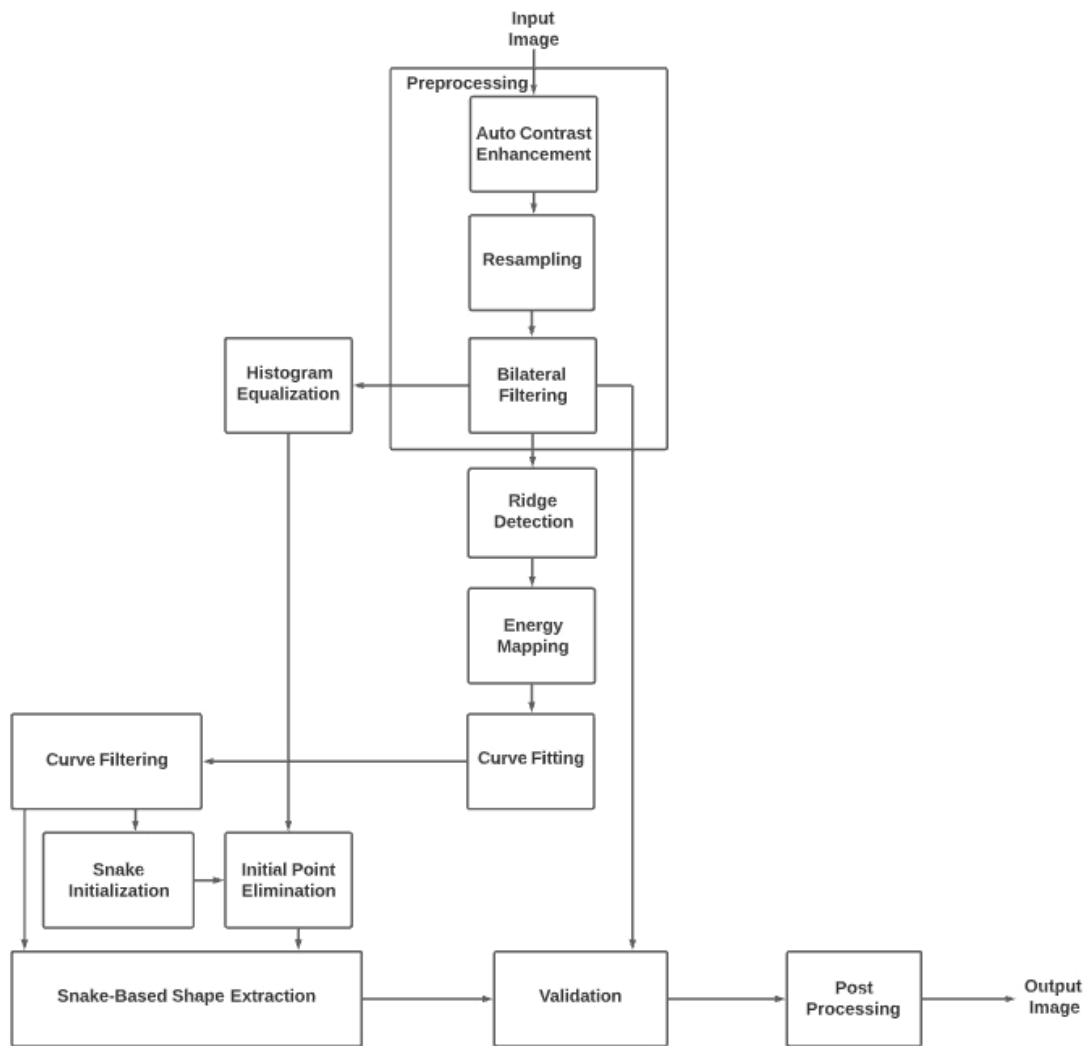 Input
Image
Preprocessing
Auto Contrast
Enhancement
Resampling
Histogram
Equalization
Bilateral
Filtering
Ridge
Detection
Energy
Mapping
Curve Filtering
Curve Fitting
Snake
Initialization
Initial Point
Elimination
Snake-Based Shape Extraction
Validation
Post
Processing
Output
Image